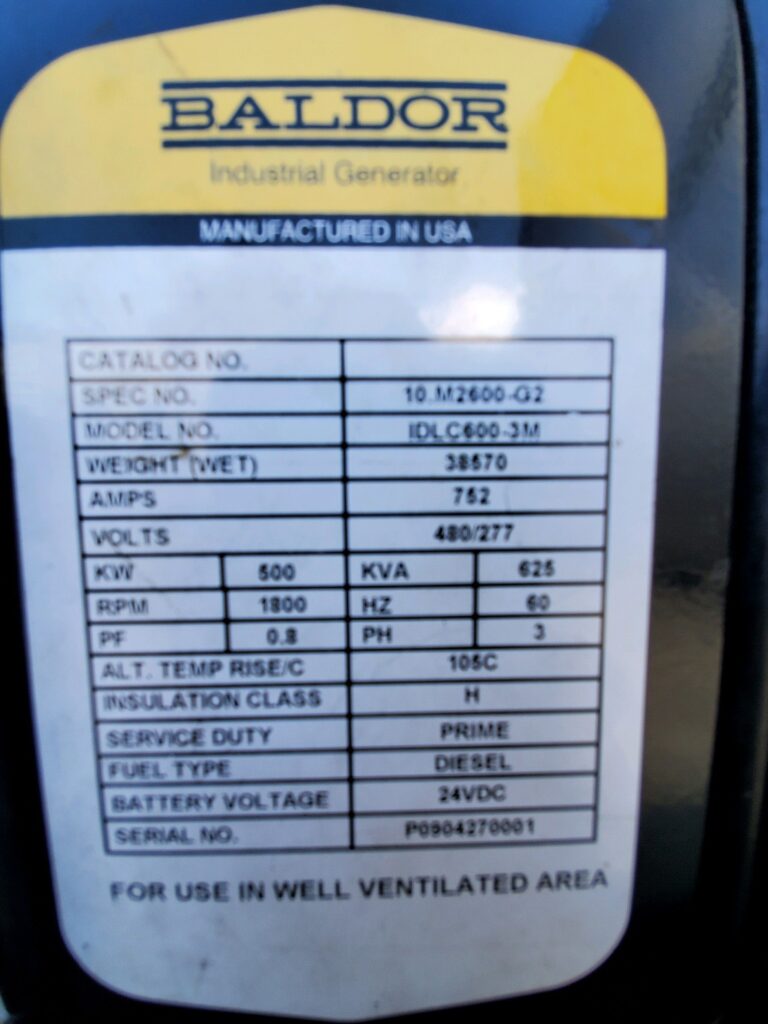 BALDOR
Industrial Generator
MANUFACTURED IN USA
CATALOG NO.
SPEC NO. 10.M2600-G2
MODEL NO. IDLC600-3M
WEIGHT (WET) 38570
AMPS 752
VOLTS 480/277
KW 500 KVA 625
RPM 1800 HZ 60
PF 0.8 PH 3
ALT. TEMP RISE/C 105C
INSULATION CLASS H
SERVICE DUTY PRIME
FUEL TYPE DIESEL
BATTERY VOLTAGE 24VDC
SERIAL NO. P0904270001
FOR USE IN WELL VENTILATED AREA